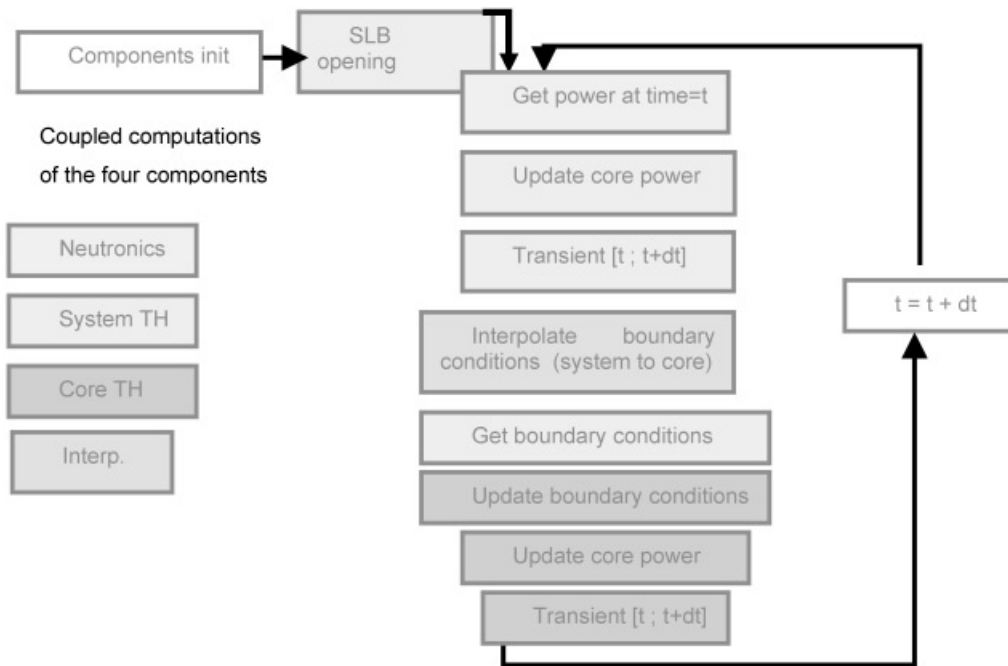 Components init
SLB
opening
Get power at time=t
Coupled computations
of the four components
Update core power
Neutronics
Transient [t ; t+dt]
System TH
t = t + dt
Interpolate boundary
conditions (system to core)
Core TH
Get boundary conditions
Interp.
Update boundary conditions
Update core power
Transient [t ; t+dt]